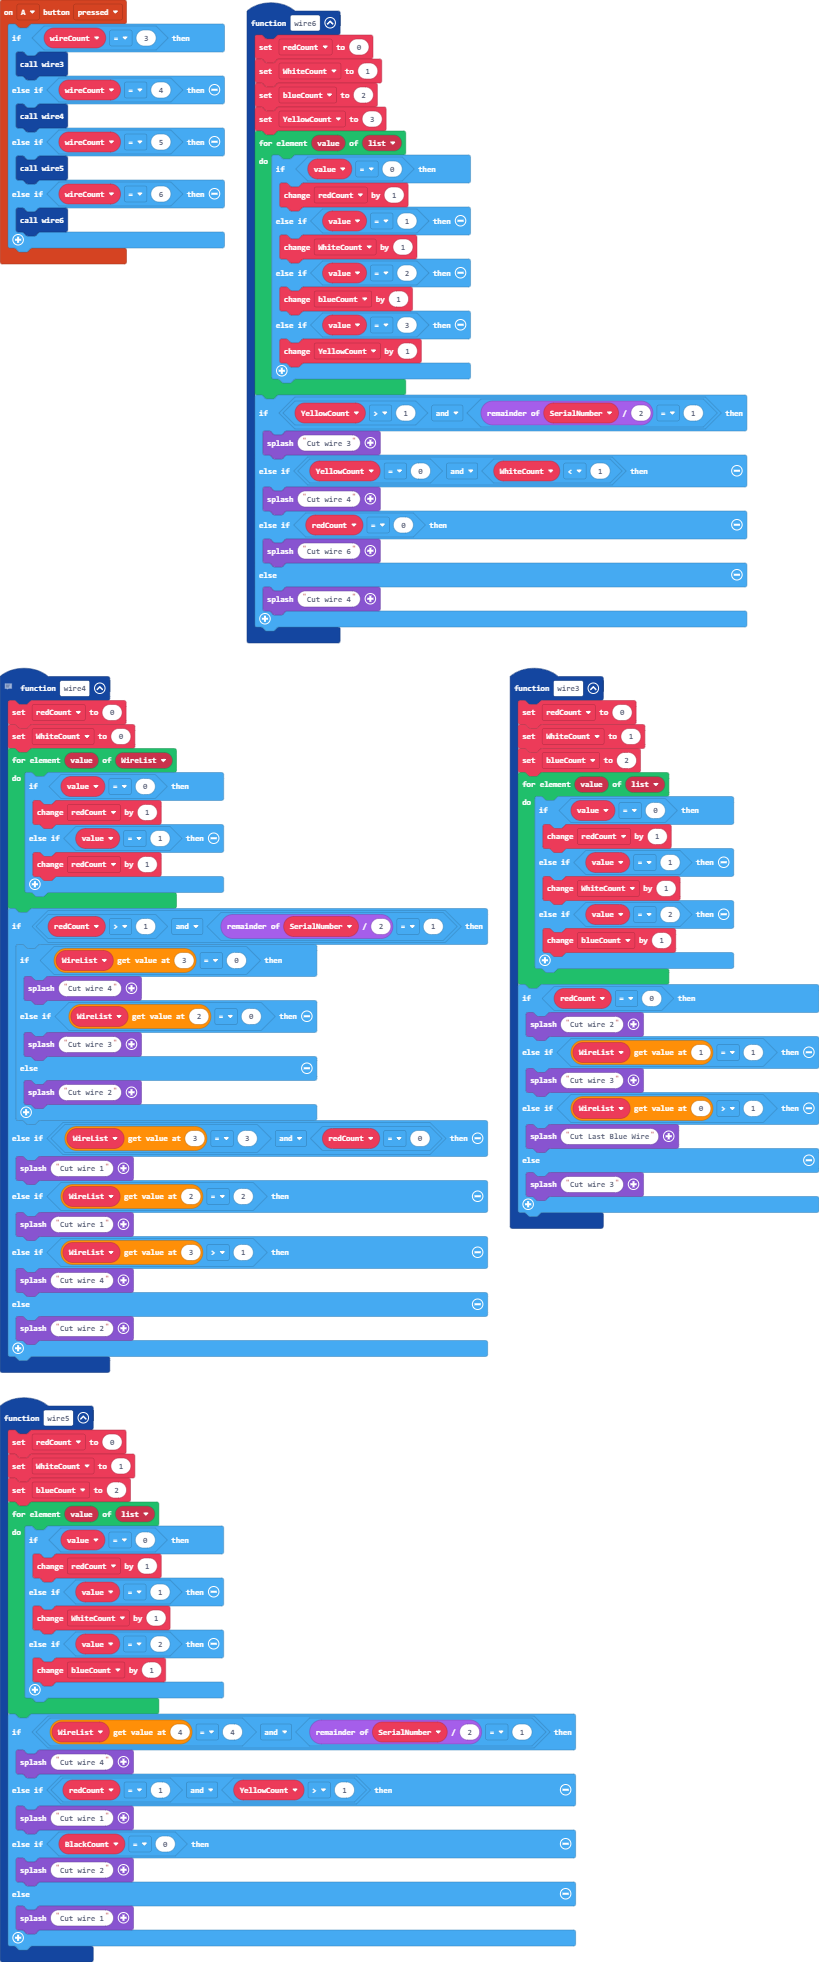 on A button pressed
if wireCount = 3 then
call wire3
else if wireCount = 4 then
call wire4
else if wireCount = 5 then
call wire5
else if wireCount = 6 then
call wire6
function wire6
set redCount to 0
set WhiteCount to 1
set blueCount to 2
set YellowCount to 3
for element value of list
do
if value = 0 then
change redCount by 1
else if value = 1 then
change WhiteCount by 1
else if value = 2 then
change blueCount by 1
else if value = 3 then
change YellowCount by 1
if YellowCount > 1 and remainder of SerialNumber / 2 = 1 then
splash "Cut wire 3"
else if YellowCount = 0 and WhiteCount < 1 then
splash "Cut wire 4"
else if redCount = 0 then
splash "Cut wire 6"
else
splash "Cut wire 4"
function wire4
set redCount to 0
set WhiteCount to 0
for element value of WireList
do
if value = 0 then
change redCount by 1
else if value = 1 then
change redCount by 1
if redCount > 1 and remainder of SerialNumber / 2 = 1 then
if WireList get value at 3 = 0 then
splash "Cut wire 4"
else if WireList get value at 2 = 0 then
splash "Cut wire 3"
else
splash "Cut wire 2"
else if WireList get value at 3 = 3 and redCount = 0 then
splash "Cut wire 1"
else if WireList get value at 2 = 2 then
splash "Cut wire 1"
else if WireList get value at 3 > 1 then
splash "Cut wire 4"
else
splash "Cut wire 2"
function wire3
set redCount to 0
set WhiteCount to 1
set blueCount to 2
for element value of list
do
if value = 0 then
change redCount by 1
else if value = 1 then
change WhiteCount by 1
else if value = 2 then
change blueCount by 1
if redCount = 0 then
splash "Cut wire 2"
else if WireList get value at 1 = 1 then
splash "Cut wire 3"
else if WireList get value at 0 > 1 then
splash "Cut Last Blue Wire"
else
splash "Cut wire 3"
function wire5
set redCount to 0
set WhiteCount to 1
set blueCount to 2
for element value of list
do
if value = 0 then
change redCount by 1
else if value = 1 then
change WhiteCount by 1
else if value = 2 then
change blueCount by 1
if WireList get value at 4 = 4 and remainder of SerialNumber / 2 = 1 then
splash "Cut wire 4"
else if redCount = 1 and YellowCount > 1 then
splash "Cut wire 1"
else if BlackCount = 0 then
splash "Cut wire 2"
else
splash "Cut wire 1"